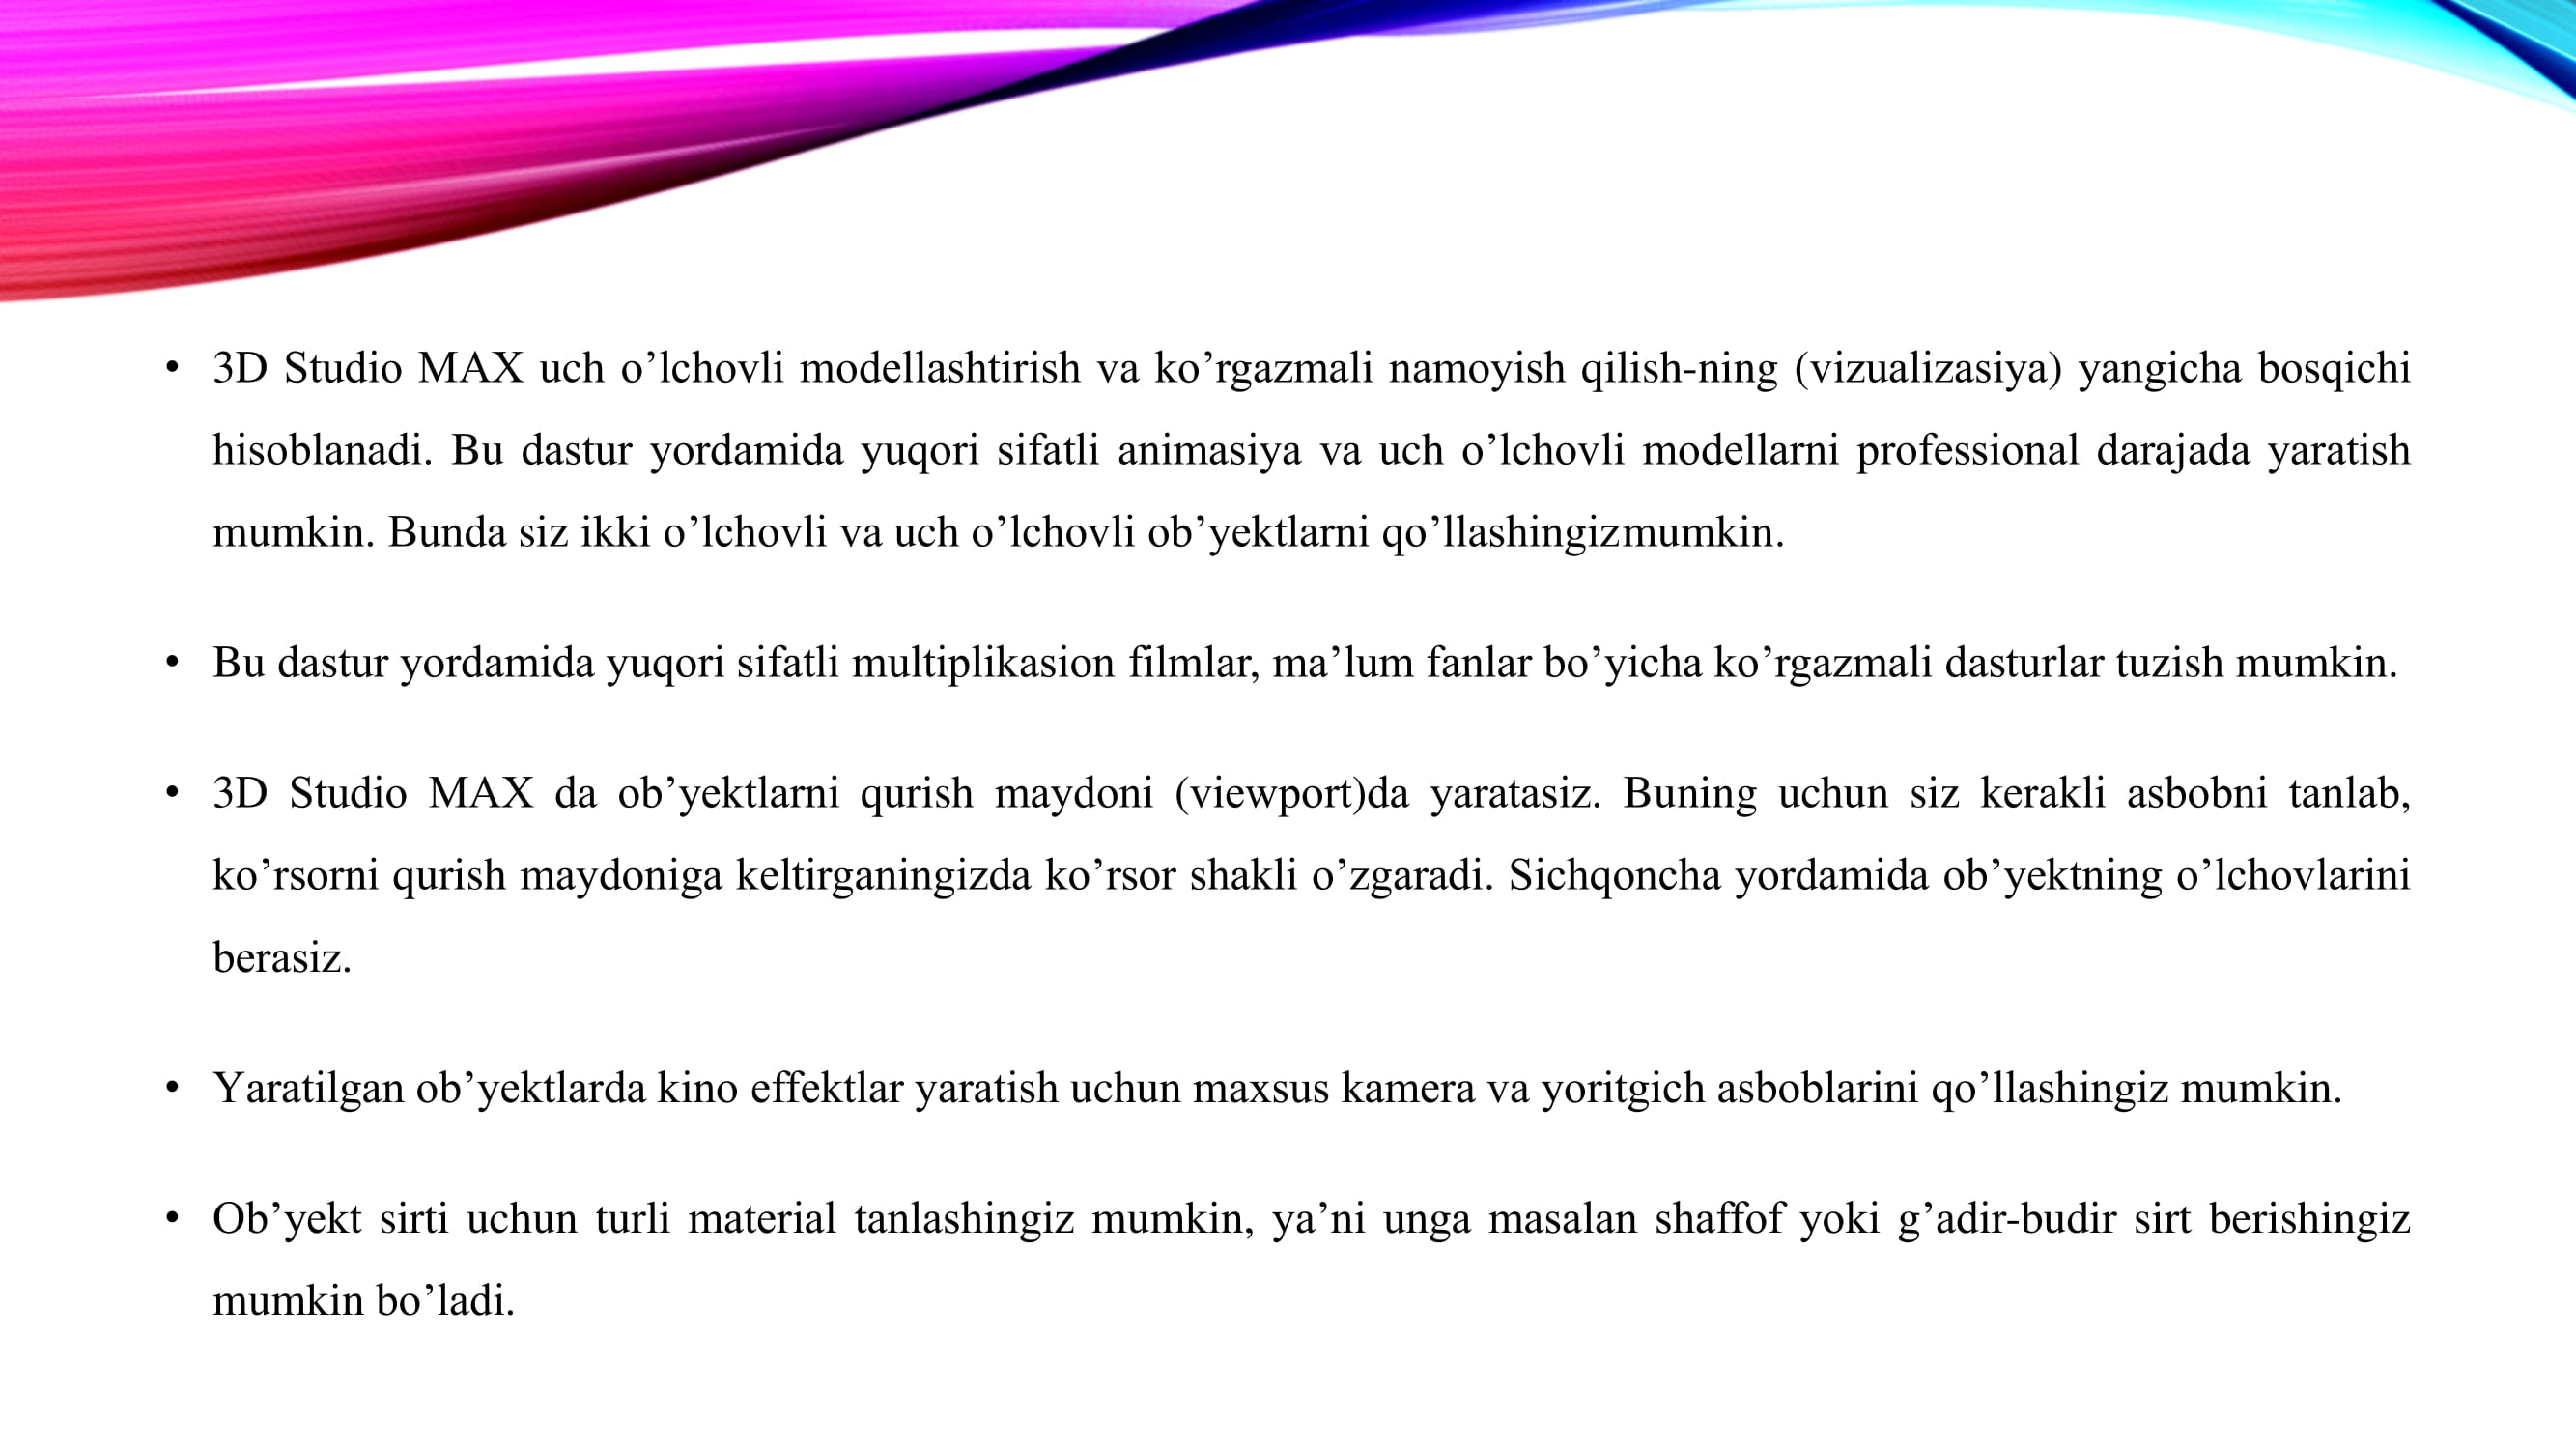 • 3D Studio MAX uch o’lchovli modellashtirish va ko’rgazmali namoyish qilish-ning (vizualizasiya) yangicha bosqichi
hisoblanadi. Bu dastur yordamida yuqori sifatli animasiya va uch o’lchovli modellarni professional darajada yaratish
mumkin. Bunda siz ikki o’lchovli va uch o’lchovli ob’yektlarni qo’llashingizmumkin.
• Bu dastur yordamida yuqori sifatli multiplikasion filmlar, ma’lum fanlar bo’yicha ko’rgazmali dasturlar tuzish mumkin.
• 3D Studio MAX da ob’yektlarni qurish maydoni (viewport)da yaratasiz. Buning uchun siz kerakli asbobni tanlab,
ko’rsorni qurish maydoniga keltirganingizda ko’rsor shakli o’zgaradi. Sichqoncha yordamida ob’yektning o’lchovlarini
berasiz.
• Yaratilgan ob’yektlarda kino effektlar yaratish uchun maxsus kamera va yoritgich asboblarini qo’llashingiz mumkin.
• Ob’yekt sirti uchun turli material tanlashingiz mumkin, ya’ni unga masalan shaffof yoki g’adir-budir sirt berishingiz
mumkin bo’ladi.